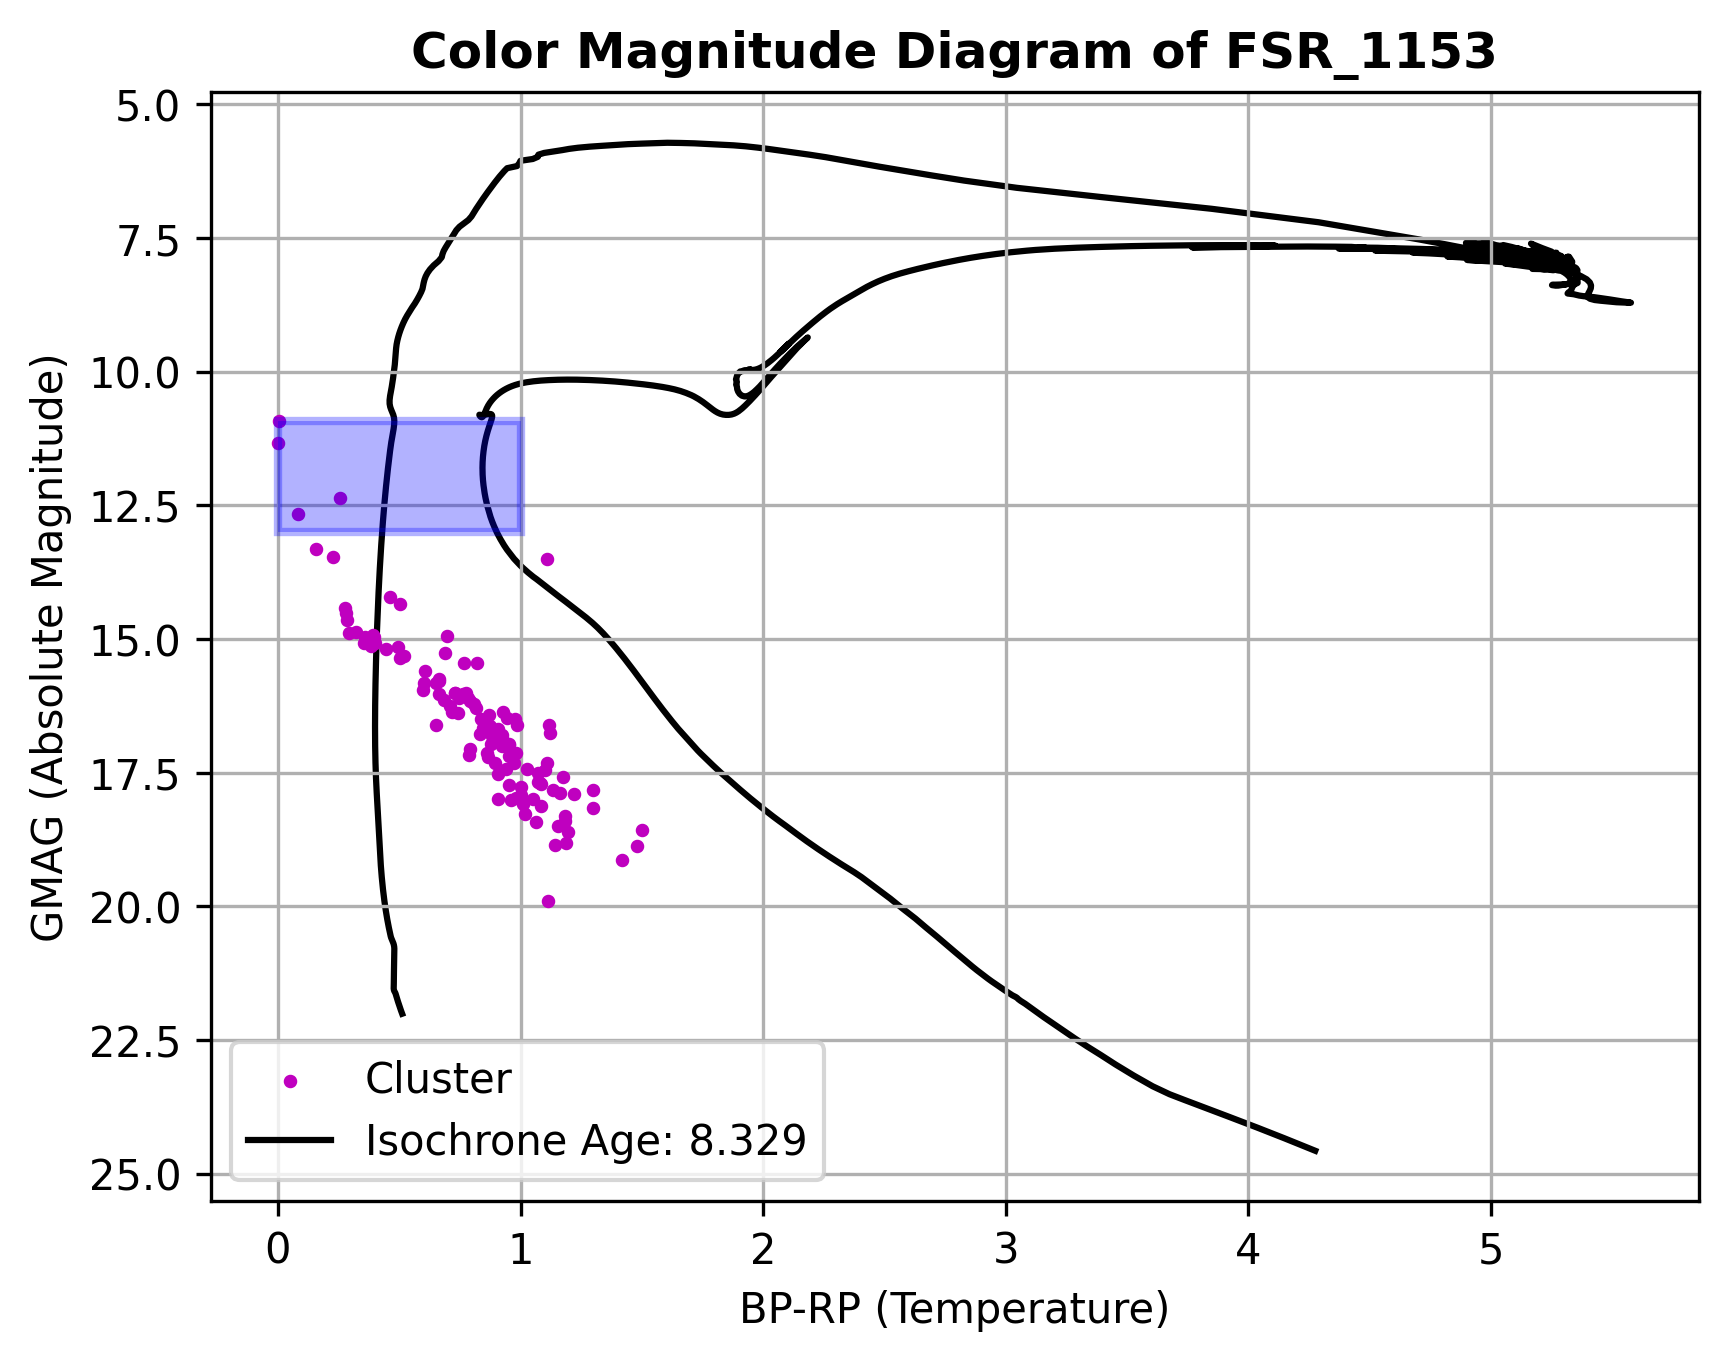 Color Magnitude Diagram of FSR_1153
GMAG (Absolute Magnitude)
5.0
7.5
10.0
12.5
15.0
17.5
20.0
22.5
25.0
Cluster
Isochrone Age: 8.329
0 1 2 3 4 5
BP-RP (Temperature)